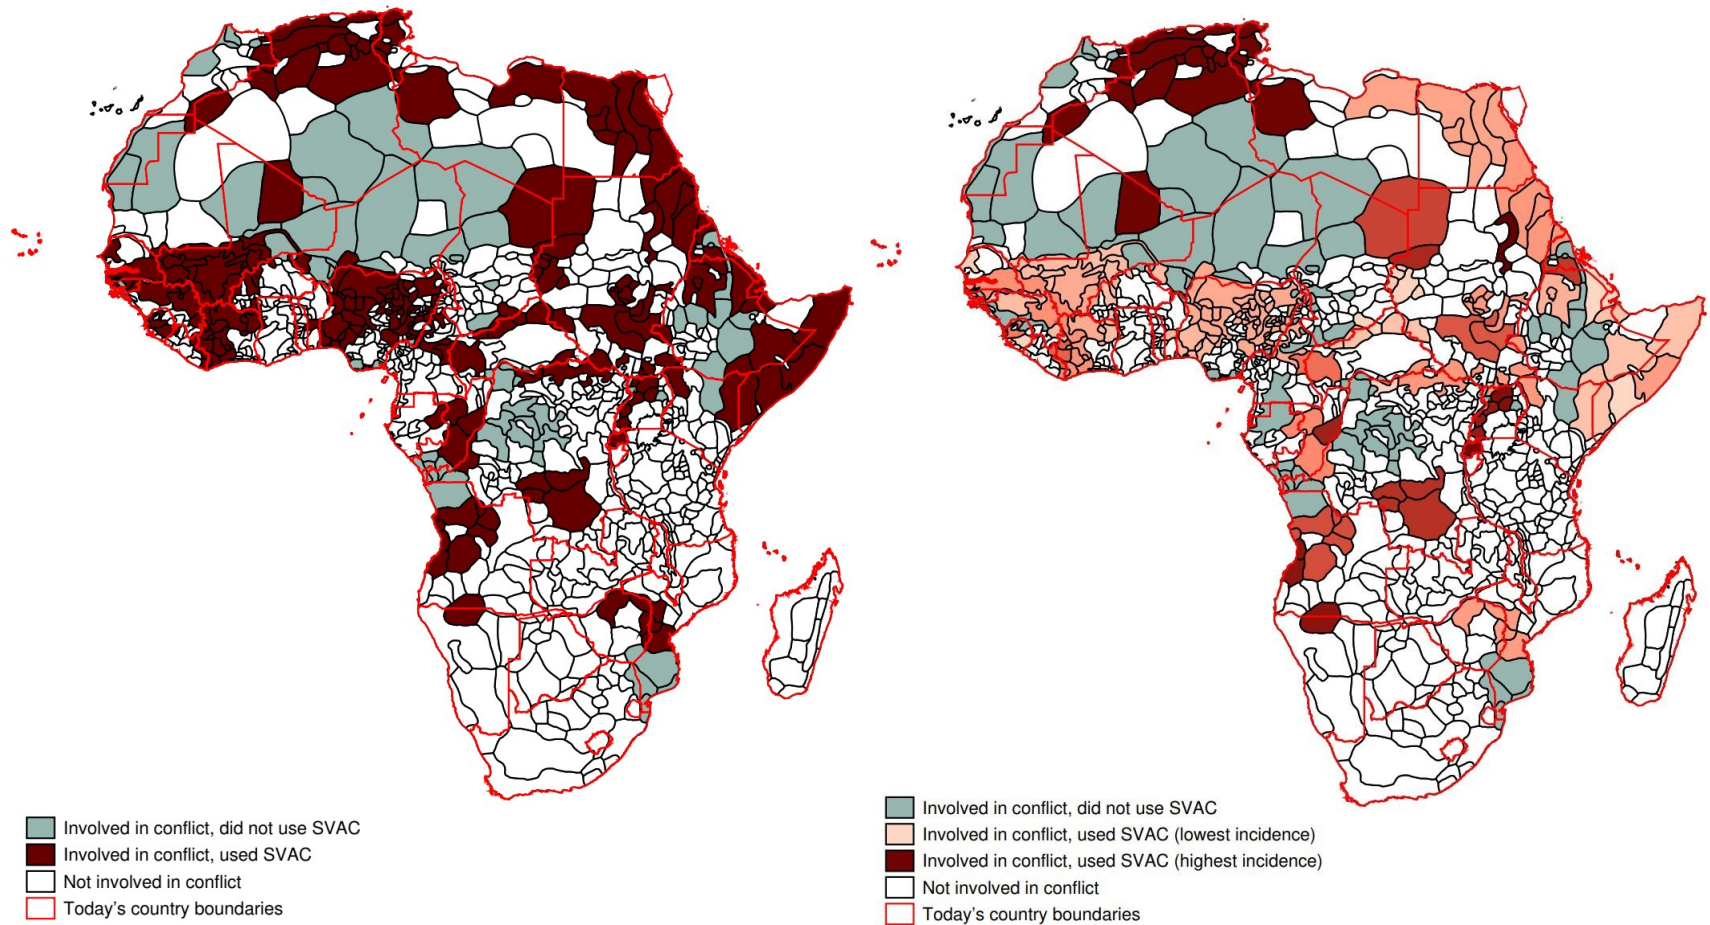 Involved in conflict, did not use SVAC
Involved in conflict, used SVAC
Not involved in conflict
Today's country boundaries
Involved in conflict, did not use SVAC
Involved in conflict, used SVAC (lowest incidence)
Involved in conflict, used SVAC (highest incidence)
Not involved in conflict
Today's country boundaries